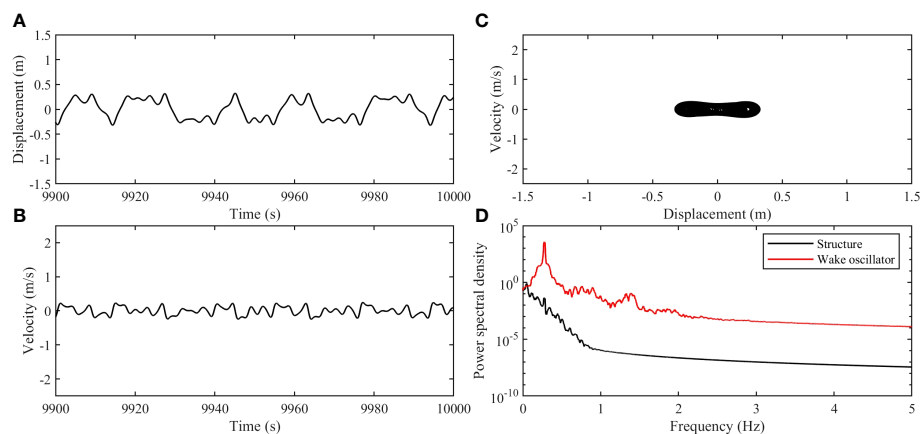 A
1.5
1
0.5
0
-0.5
-1
-1.5
Displacement (m)
9900 9920 9940 9960 9980 10000
Time (s)
B
2
1
0
-1
-2
Velocity (m/s)
9900 9920 9940 9960 9980 10000
Time (s)
C
2
1
0
-1
-2
Velocity (m/s)
-1.5 -1 -0.5 0 0.5 1 1.5
Displacement (m)
D
10^5
10^0
10^-5
10^-10
Power spectral density
Structure
Wake oscillator
0 1 2 3 4 5
Frequency (Hz)